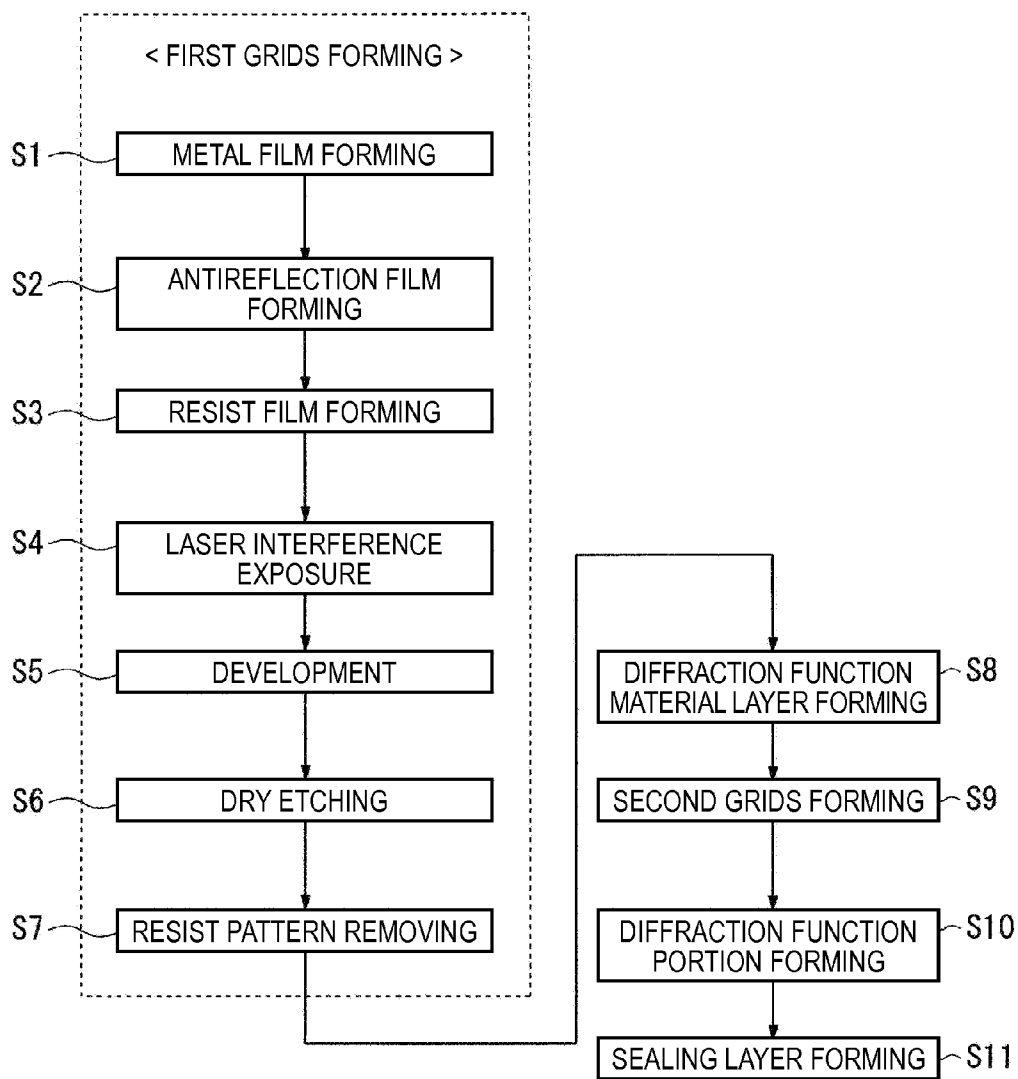 < FIRST GRIDS FORMING >
S1
METAL FILM FORMING
S2
ANTIREFLECTION FILM
FORMING
S3
RESIST FILM FORMING
S4
LASER INTERFERENCE
EXPOSURE
S5
DEVELOPMENT
S6
DRY ETCHING
S7
RESIST PATTERN REMOVING
DIFFRACTION FUNCTION
MATERIAL LAYER FORMING
S8
SECOND GRIDS FORMING
S9
DIFFRACTION FUNCTION
PORTION FORMING
S10
SEALING LAYER FORMING
S11